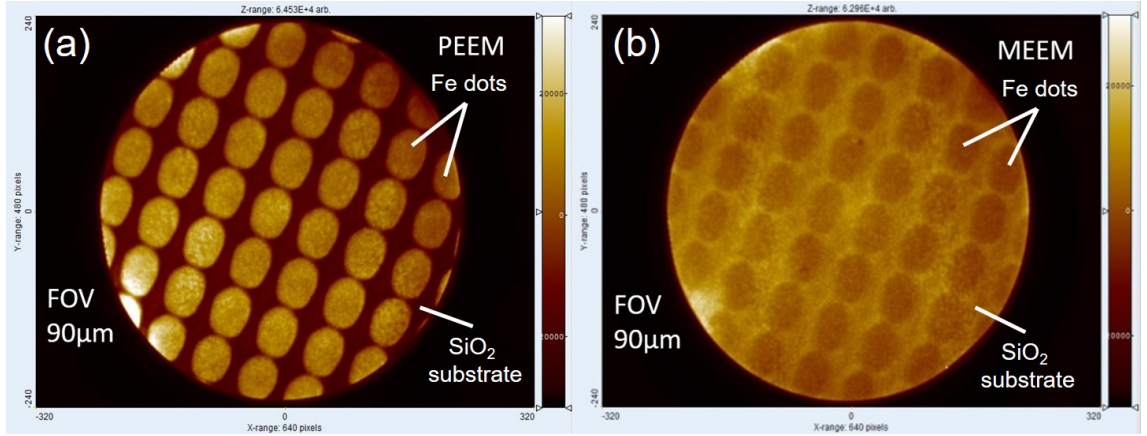 Z-range: 6.453E+4 arb.
240
(a)
PEEM
Fe dots
20000
Y-range: 480 pixels
0
0
FOV
90µm
SiO₂
substrate
20000
-240
-320
0
320
X-range: 640 pixels
Z-range: 6.296E+4 arb.
240
(b)
MEEM
Fe dots
20000
Y-range: 480 pixels
0
0
FOV
90µm
SiO₂
substrate
20000
-240
-320
0
320
X-range: 640 pixels